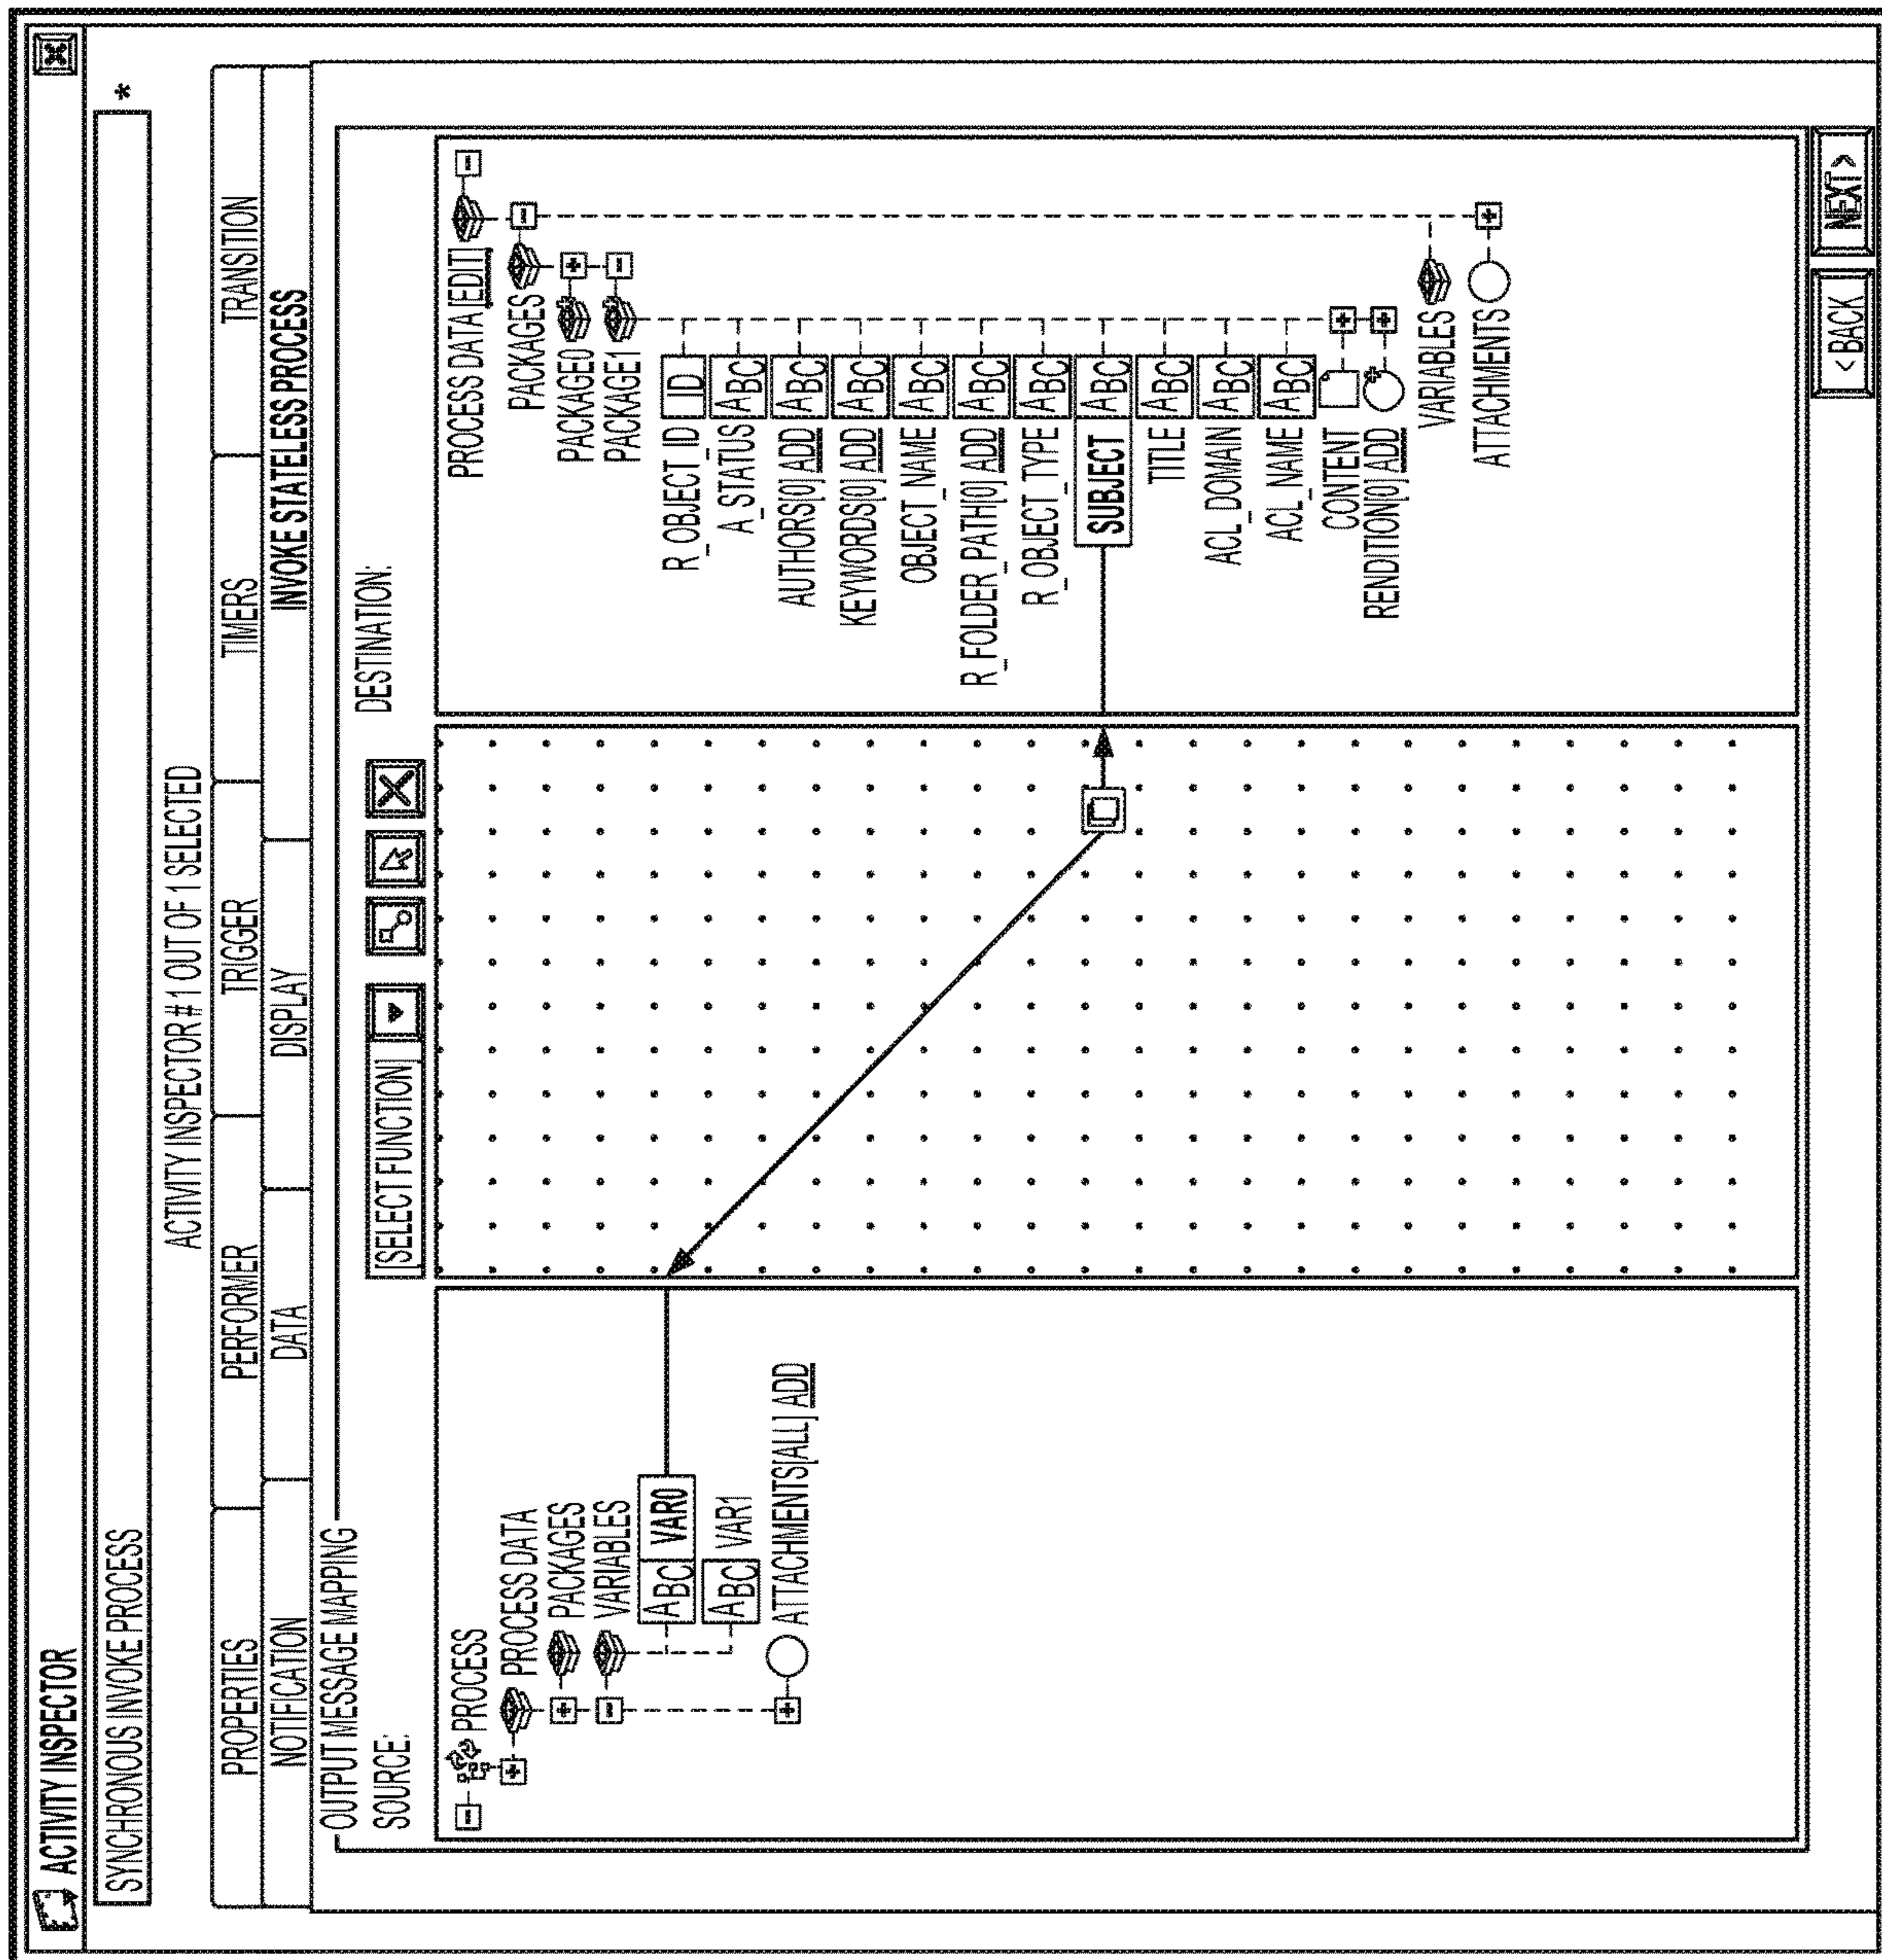 ACTIVITY INSPECTOR
SYNCHRONOUS INVOKE PROCESS *
ACTIVITY INSPECTOR # 1 OUT OF 1 SELECTED
PROPERTIES PERFORMER TRIGGER TIMERS TRANSITION
NOTIFICATION DATA DISPLAY INVOKE STATELESS PROCESS
OUTPUT MESSAGE MAPPING
SOURCE:
[SELECT FUNCTION]
DESTINATION:
PROCESS
PROCESS DATA
PACKAGES
VARIABLES
ABC VAR0
ABC VAR1
ATTACHMENTS[ALL] ADD
PROCESS DATA [EDIT]
PACKAGES
PACKAGE0
PACKAGE1
R_OBJECT_ID ID
A_STATUS ABC
AUTHORS[0] ADD ABC
KEYWORDS[0] ADD ABC
OBJECT_NAME ABC
R_FOLDER_PATH[0] ADD ABC
R_OBJECT_TYPE ABC
SUBJECT ABC
TITLE ABC
ACL_DOMAIN ABC
ACL_NAME ABC
CONTENT
RENDITION[0] ADD
VARIABLES
ATTACHMENTS
< BACK NEXT >